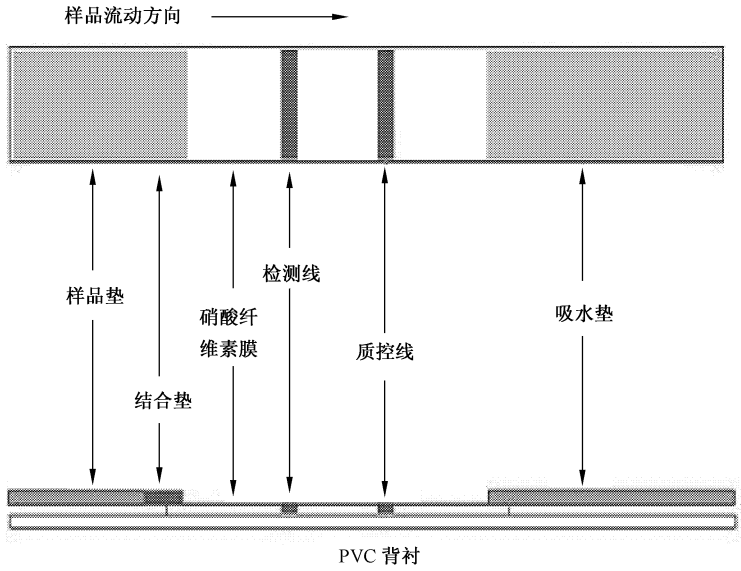 样品流动方向
样品垫
结合垫
硝酸纤
维素膜
检测线
质控线
吸水垫
PVC 背衬